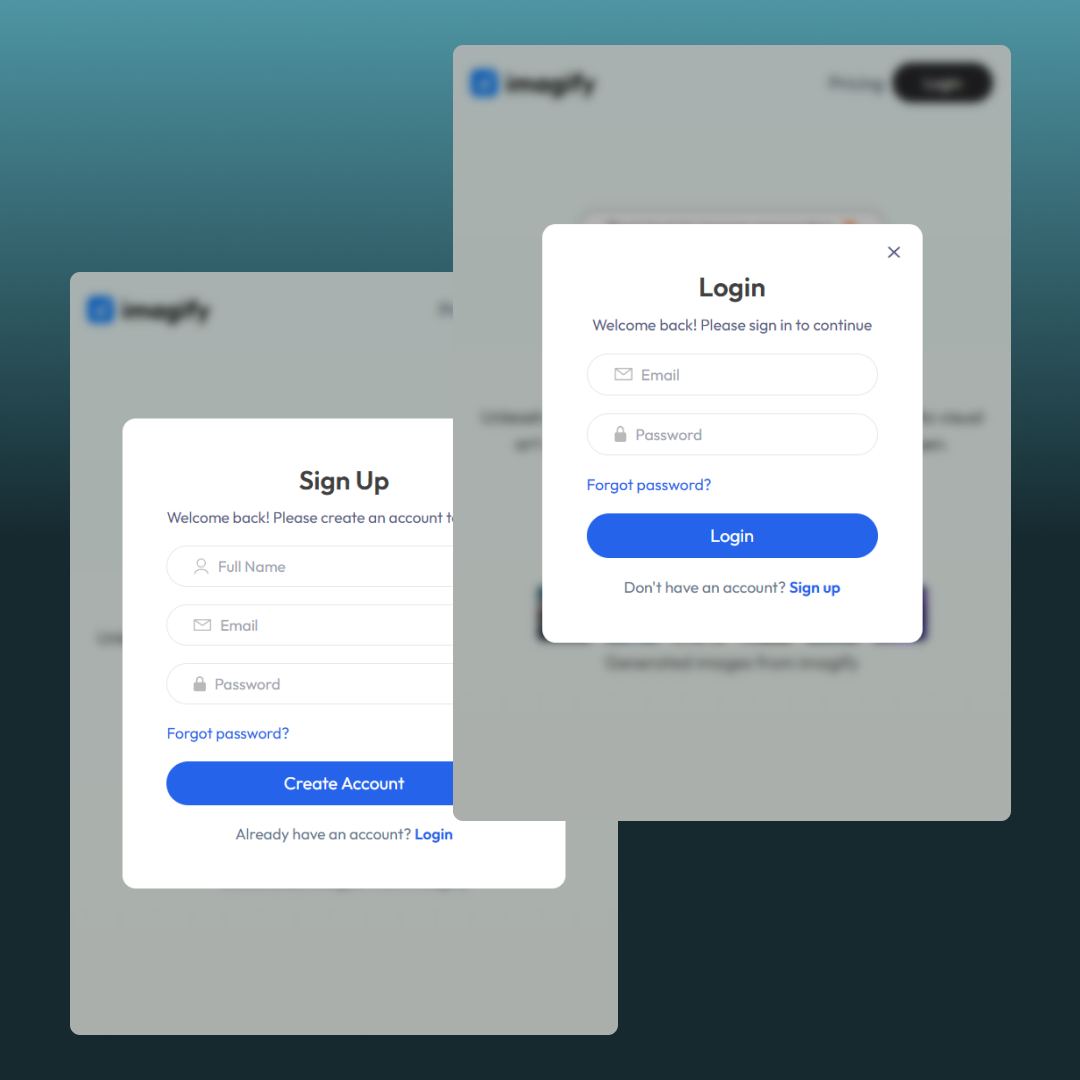 imagify
Sign Up
Welcome back! Please create an account
Full Name
Email
Password
Forgot password?
Create Account
Already have an account? Login
imagify
Pricing
Login
Login
Welcome back! Please sign in to continue
Email
Password
Forgot password?
Login
Don't have an account? Sign up
Generated images from imagify